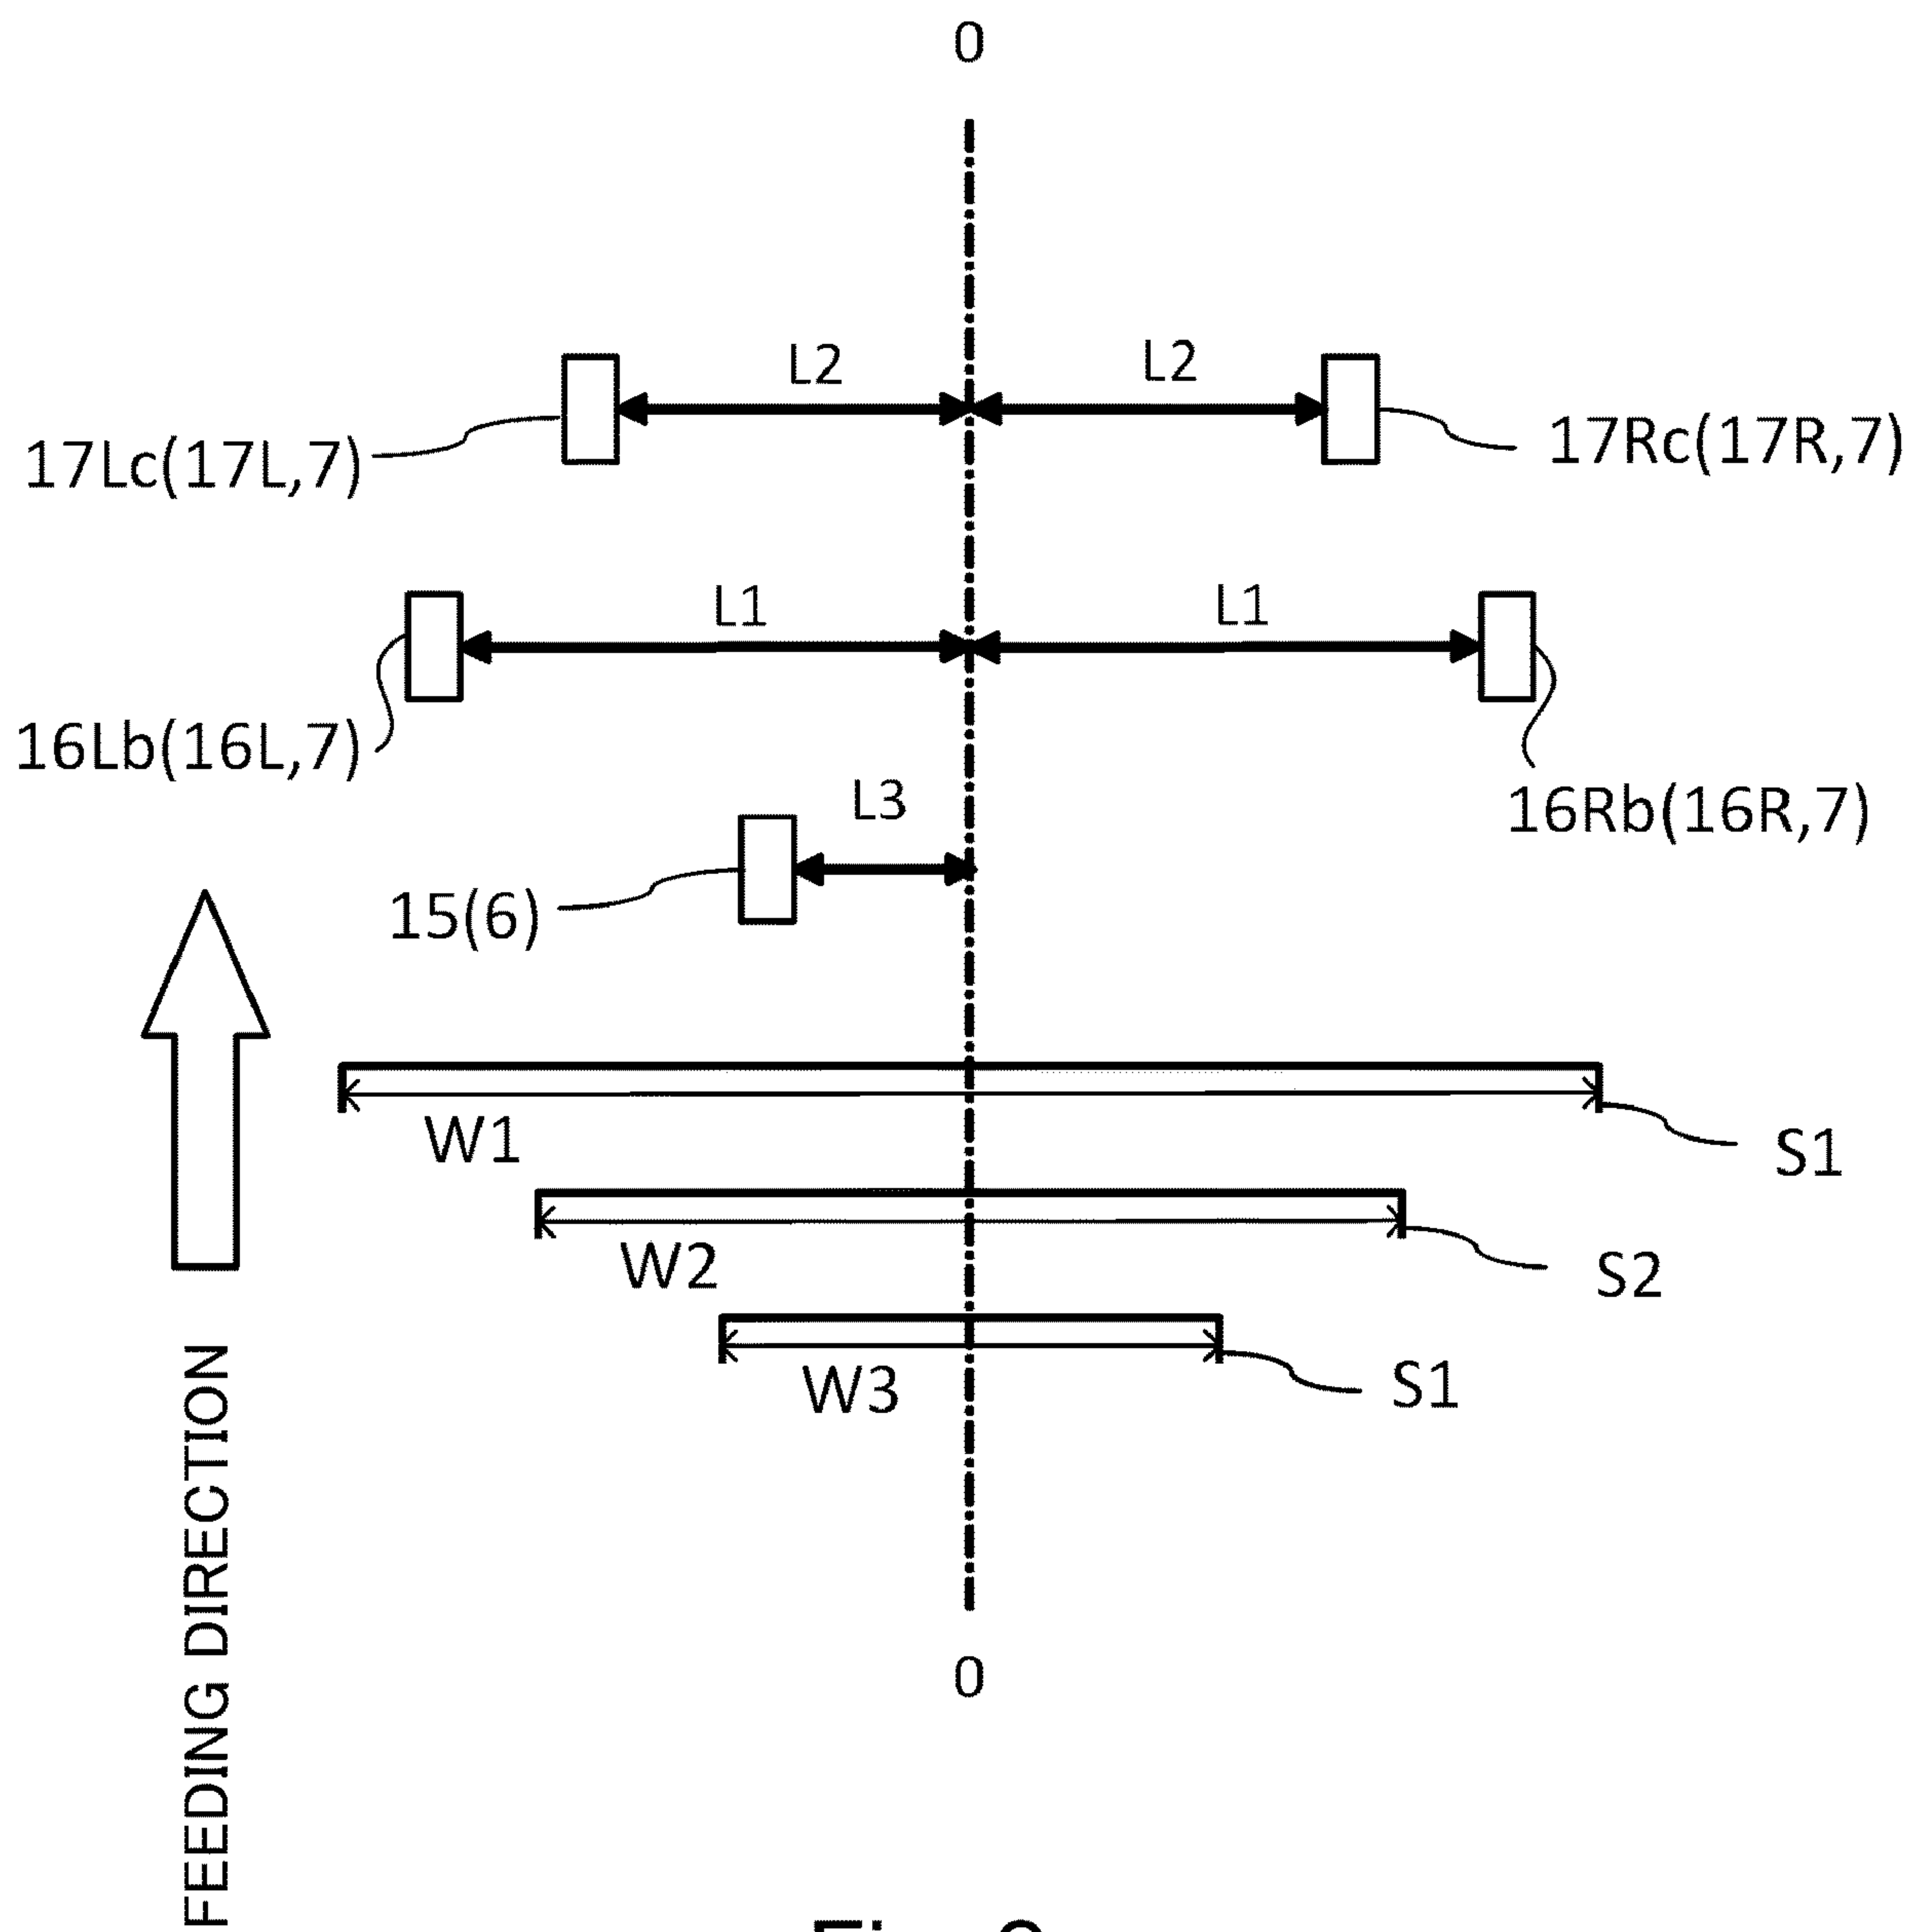 0
L2
L2
17Lc(17L,7)
17Rc(17R,7)
L1
L1
16Lb(16L,7)
16Rb(16R,7)
L3
15(6)
W1
S1
W2
S2
W3
S1
0
FEEDING DIRECTION